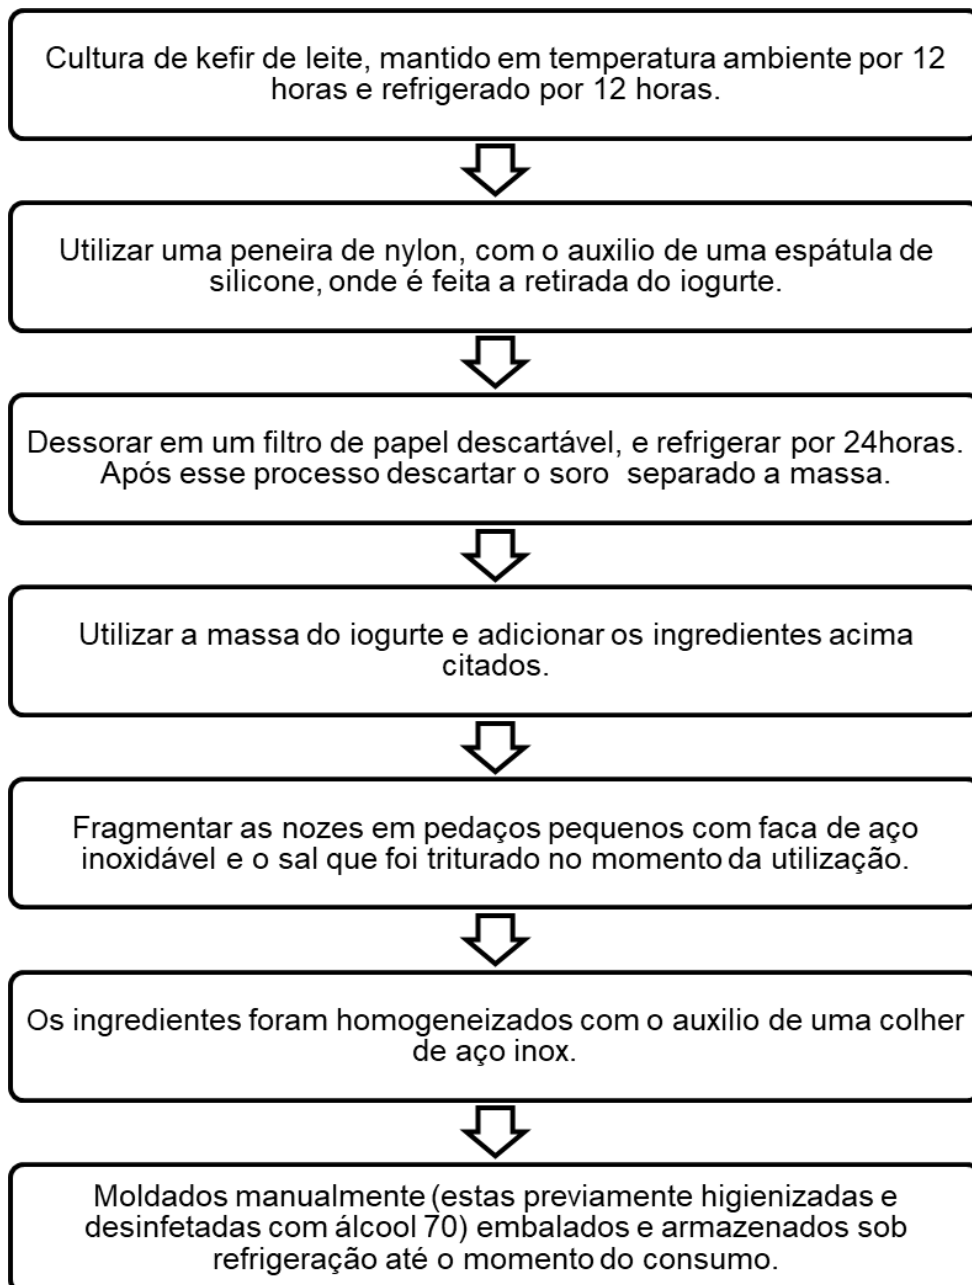 Cultura de kefir de leite, mantido em temperatura ambiente por 12
horas e refrigerado por 12 horas.
Utilizar uma peneira de nylon, com o auxilio de uma espátula de
silicone, onde é feita a retirada do iogurte.
Dessorar em um filtro de papel descartável, e refrigerar por 24horas.
Após esse processo descartar o soro  separado a massa.
Utilizar a massa do iogurte e adicionar os ingredientes acima
citados.
Fragmentar as nozes em pedaços pequenos com faca de aço
inoxidável e o sal que foi triturado no momento da utilização.
Os ingredientes foram homogeneizados com o auxilio de uma colher
de aço inox.
Moldados manualmente (estas previamente higienizadas e
desinfetadas com álcool 70) embalados e armazenados sob
refrigeração até o momento do consumo.